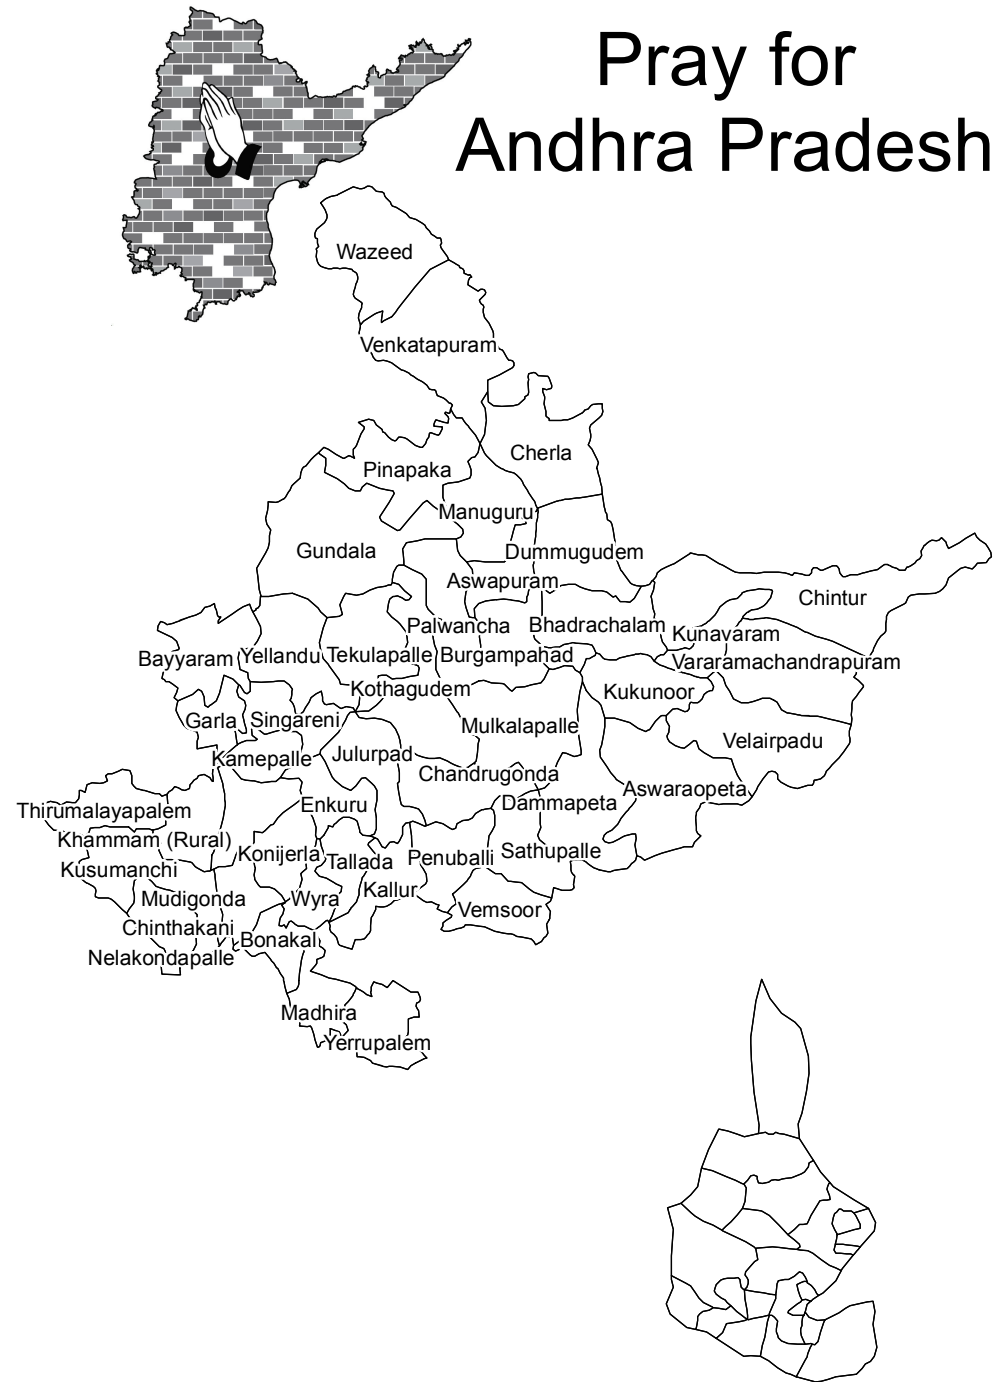 Pray for
Andhra Pradesh
Wazeed
Venkatapuram
Cherla
Pinapaka
Manuguru
Gundala
Dummugudem
Aswapuram
Chintur
Palwancha
Bhadrachalam
Kunavaram
Bayyaram
Yellandu
Tekulapalle
Burgampahad
Vararamachandrapuram
Kothagudem
Kukunoor
Garla
Singareni
Mulkalapalle
Velairpadu
Kamepalle
Julurpad
Chandrugonda
Aswaraopeta
Thirumalayapalem
Enkuru
Dammapeta
Khammam (Rural)
Konijerla
Tallada
Penuballi
Sathupalle
Kusumanchi
Kallur
Mudigonda
Wyra
Vemsoor
Chinthakani
Bonakal
Nelakondapalle
Madhira
Yerrupalem